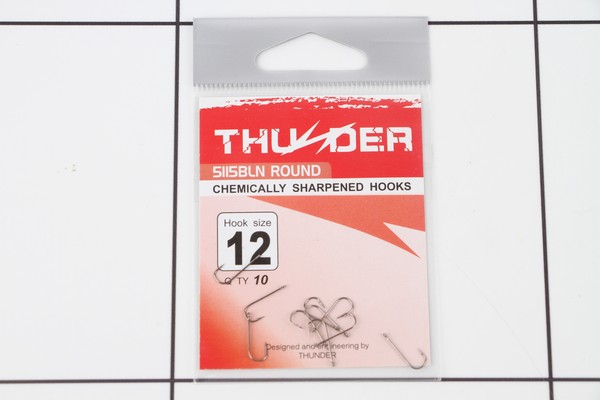 THUNDER
5115BLN ROUND
CHEMICALLY SHARPENED HOOKS
Hook size
12
Q'TY 10
Designed and engineering by
THUNDER